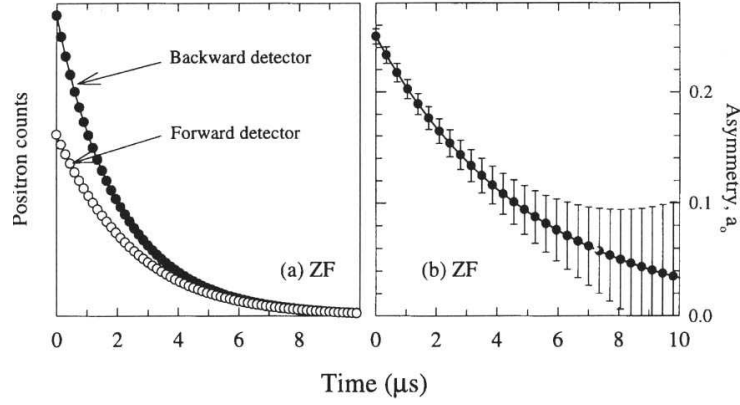 Positron counts
Backward detector
Forward detector
(a) ZF
0 2 4 6 8
(b) ZF
0 2 4 6 8 10
0.2
0.1
0.0
Asymmetry, a₀
Time (μs)